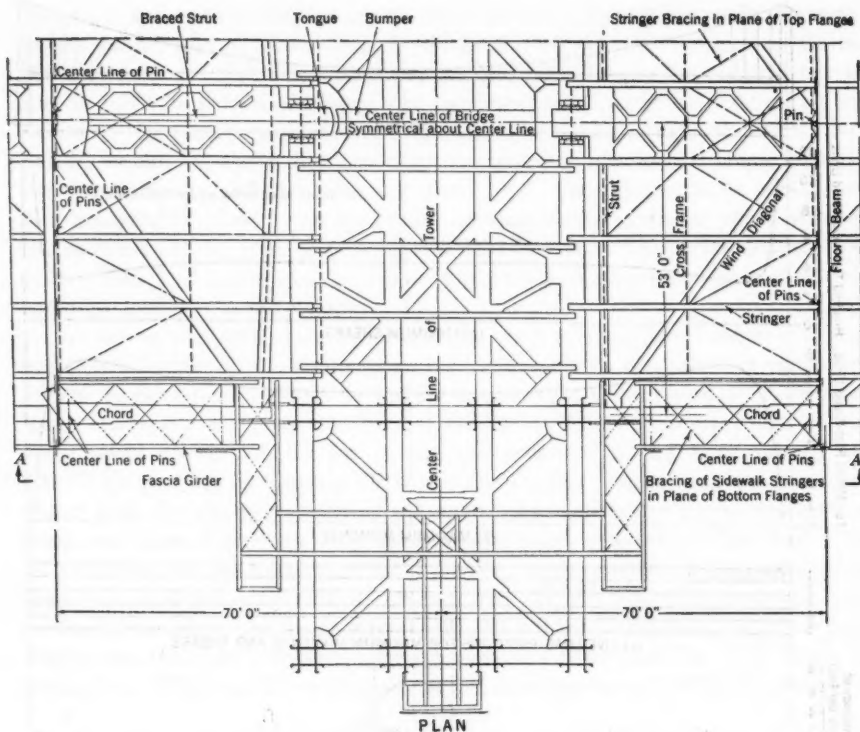 Braced Strut
Tongue
Bumper
Stringer Bracing In Plane of Top Flanges
Center Line of Pin
Center Line of Bridge
Symmetrical about Center Line
Pin
Center Line
of Pins
Strut
Cross Frame
53' 0"
Wind Diagonal
Floor Beam
Center Line
of Pins
Stringer
Center Line of Tower
Chord
Chord
A
Center Line of Pins
Fascia Girder
Center Line of Pins
Bracing of Sidewalk Stringers
in Plane of Bottom Flanges
A
70' 0"
70' 0"
PLAN